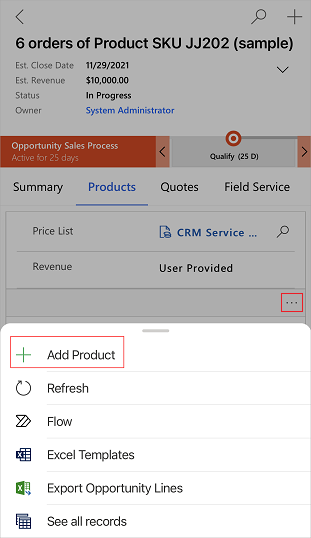 6 orders of Product SKU JJ202 (sample)
Est. Close Date 11/29/2021
Est. Revenue $10,000.00
Status In Progress
Owner System Administrator
Opportunity Sales Process
Active for 25 days
Qualify (25 D)
Summary Products Quotes Field Service
Price List CRM Service ...
Revenue User Provided
...
Add Product
Refresh
Flow
Excel Templates
Export Opportunity Lines
See all records